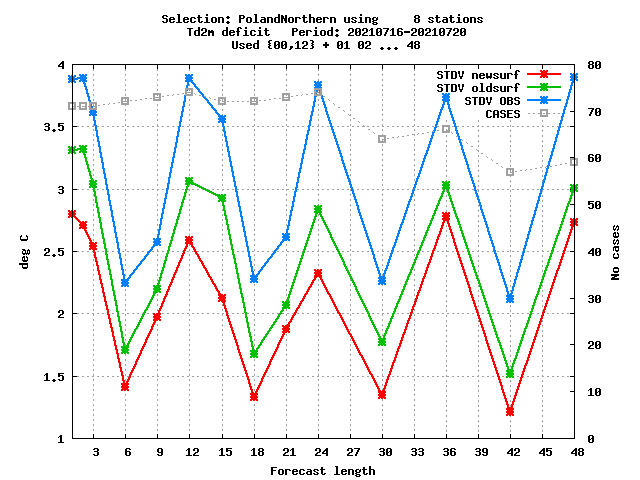 Selection: PolandNorthern using     8 stations
Td2m deficit   Period: 20210716-20210720
Used {00,12} + 01 02 ... 48
4
3.5
3
2.5
2
1.5
1
80
70
60
50
40
30
20
10
0
STDV newsurf
STDV oldsurf
STDV OBS
CASES
deg C
No cases
3 6 9 12 15 18 21 24 27 30 33 36 39 42 45 48
Forecast length